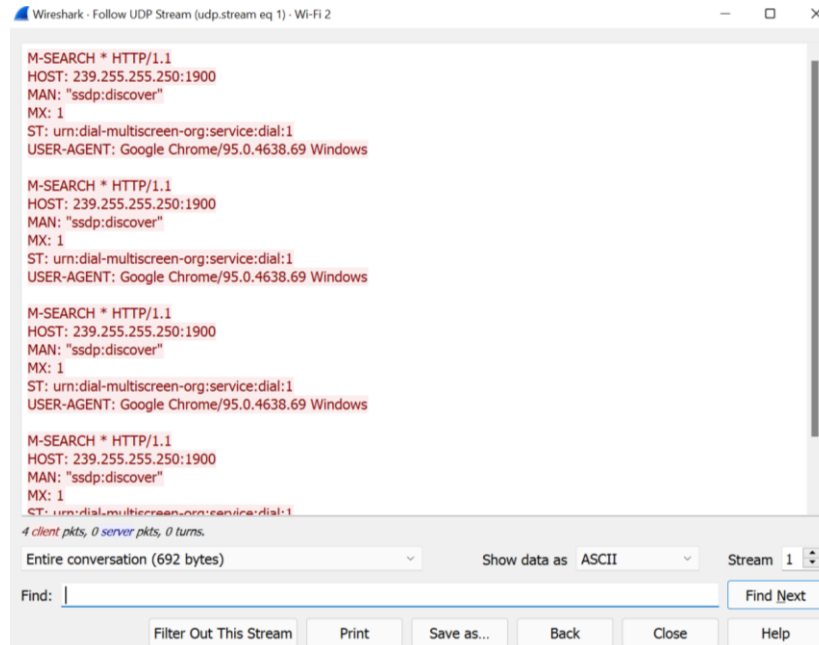 Wireshark · Follow UDP Stream (udp.stream eq 1) · Wi-Fi 2
M-SEARCH * HTTP/1.1
HOST: 239.255.255.250:1900
MAN: "ssdp:discover"
MX: 1
ST: urn:dial-multiscreen-org:service:dial:1
USER-AGENT: Google Chrome/95.0.4638.69 Windows
M-SEARCH * HTTP/1.1
HOST: 239.255.255.250:1900
MAN: "ssdp:discover"
MX: 1
ST: urn:dial-multiscreen-org:service:dial:1
USER-AGENT: Google Chrome/95.0.4638.69 Windows
M-SEARCH * HTTP/1.1
HOST: 239.255.255.250:1900
MAN: "ssdp:discover"
MX: 1
ST: urn:dial-multiscreen-org:service:dial:1
USER-AGENT: Google Chrome/95.0.4638.69 Windows
M-SEARCH * HTTP/1.1
HOST: 239.255.255.250:1900
MAN: "ssdp:discover"
MX: 1
ST: urn:dial-multiscreen-org:service:dial:1
4 client pkts, 0 server pkts, 0 turns.
Entire conversation (692 bytes) Show data as ASCII Stream 1
Find: Find Next
Filter Out This Stream Print Save as... Back Close Help